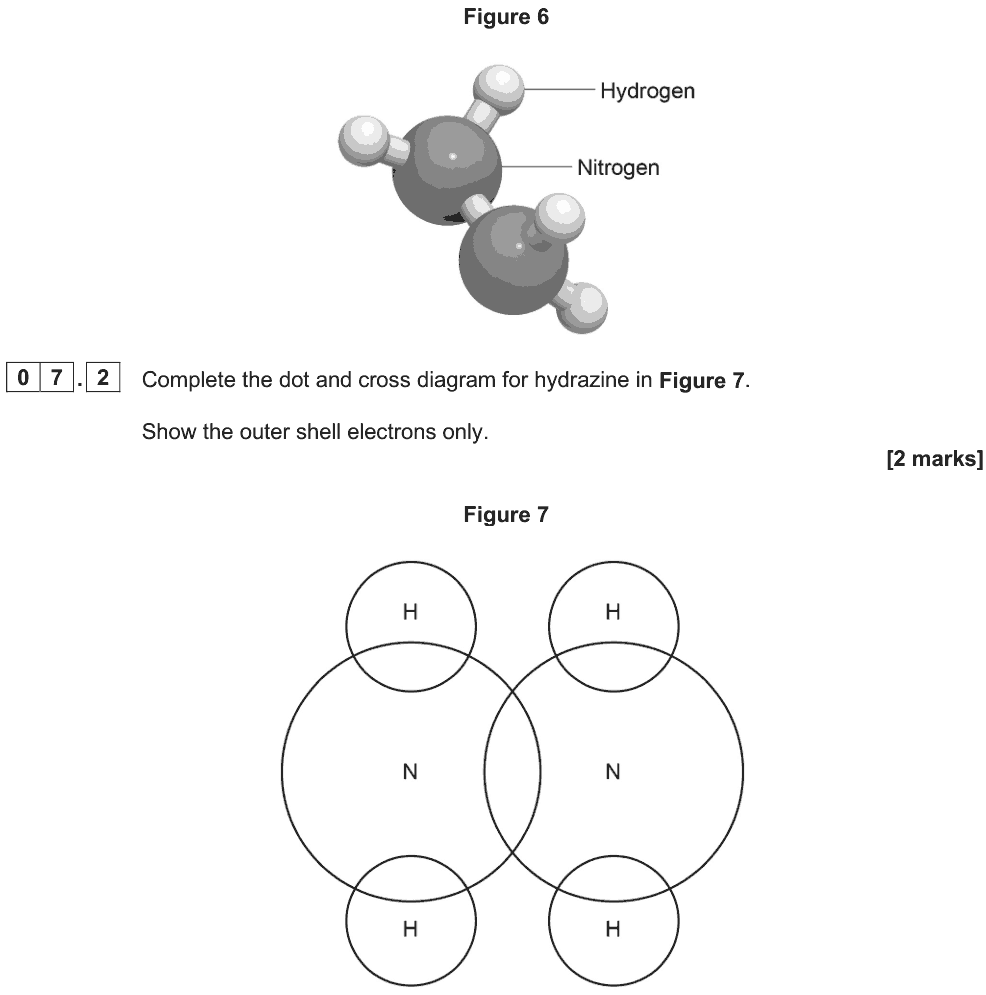 Figure 6
Hydrogen
Nitrogen
0 7 . 2 Complete the dot and cross diagram for hydrazine in Figure 7.
Show the outer shell electrons only.
[2 marks]
Figure 7
H H
N N
H H